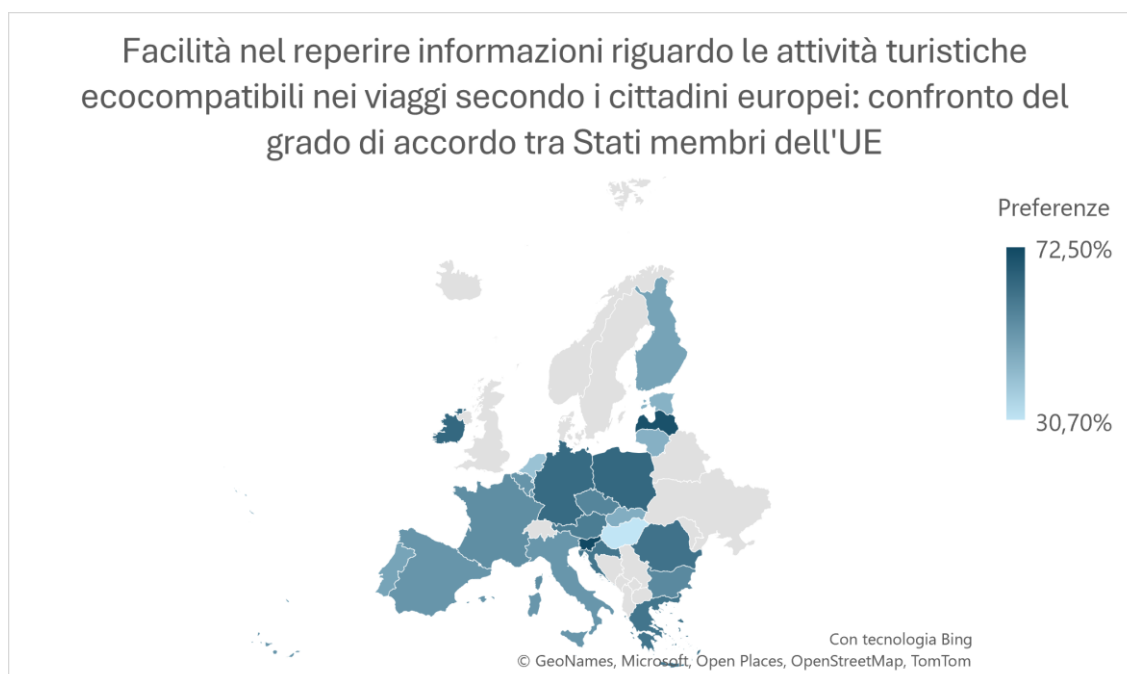 Facilità nel reperire informazioni riguardo le attività turistiche
ecocompatibili nei viaggi secondo i cittadini europei: confronto del
grado di accordo tra Stati membri dell'UE
Preferenze
72,50%
30,70%
Con tecnologia Bing
© GeoNames, Microsoft, Open Places, OpenStreetMap, TomTom